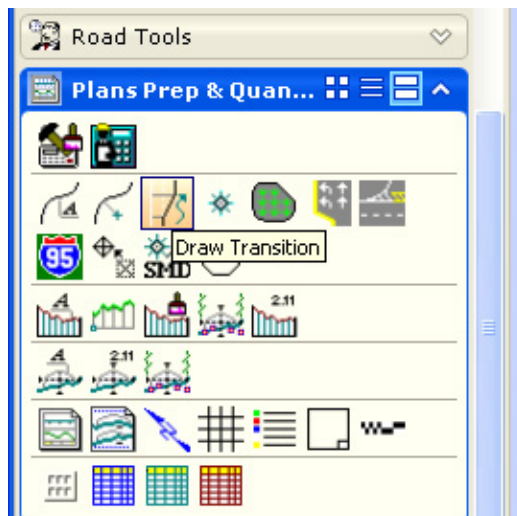 Road Tools
Plans Prep & Quan...
A
95
Draw Transition
SMD
A
2.11
A
2.11